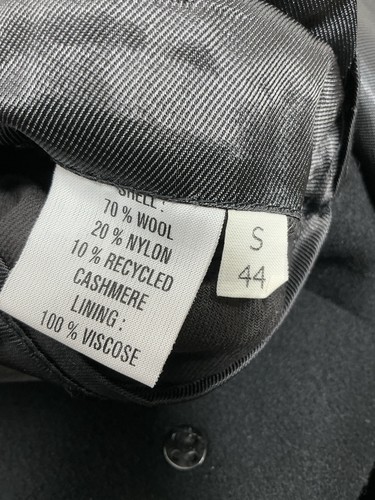 SHELL:
70% WOOL
20% NYLON
10% RECYCLED
CASHMERE
LINING:
100% VISCOSE
S
44